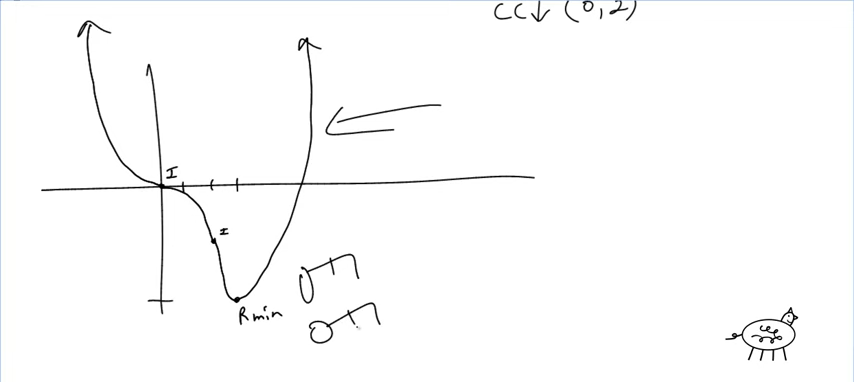 CC↓ (0,2)
I
I
Rmin